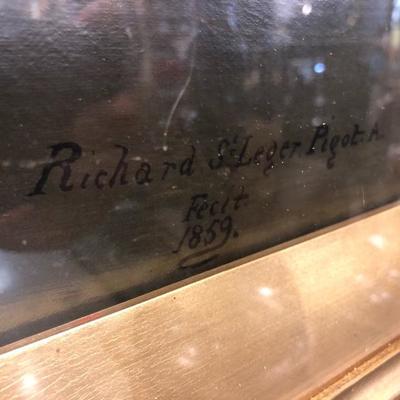 Richard St Leger. Pigot. A.
Fecit.
1859.